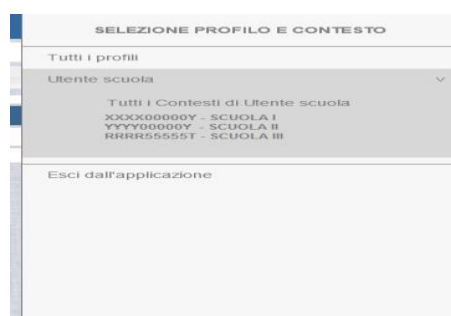 SELEZIONE PROFILO E CONTESTO
Tutti i profili
Utente scuola
Tutti i Contesti di Utente scuola
XXXX00000Y - SCUOLA I
YYYY00000Y - SCUOLA II
RRRR55555T - SCUOLA III
Esci dall'applicazione